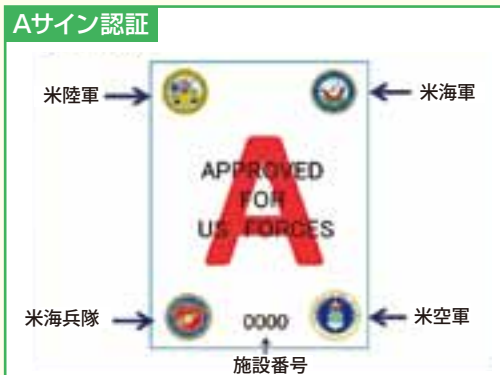 Aサイン認証
米陸軍
米海軍
APPROVED
FOR
US FORCES
A
米海兵隊
0000
米空軍
施設番号